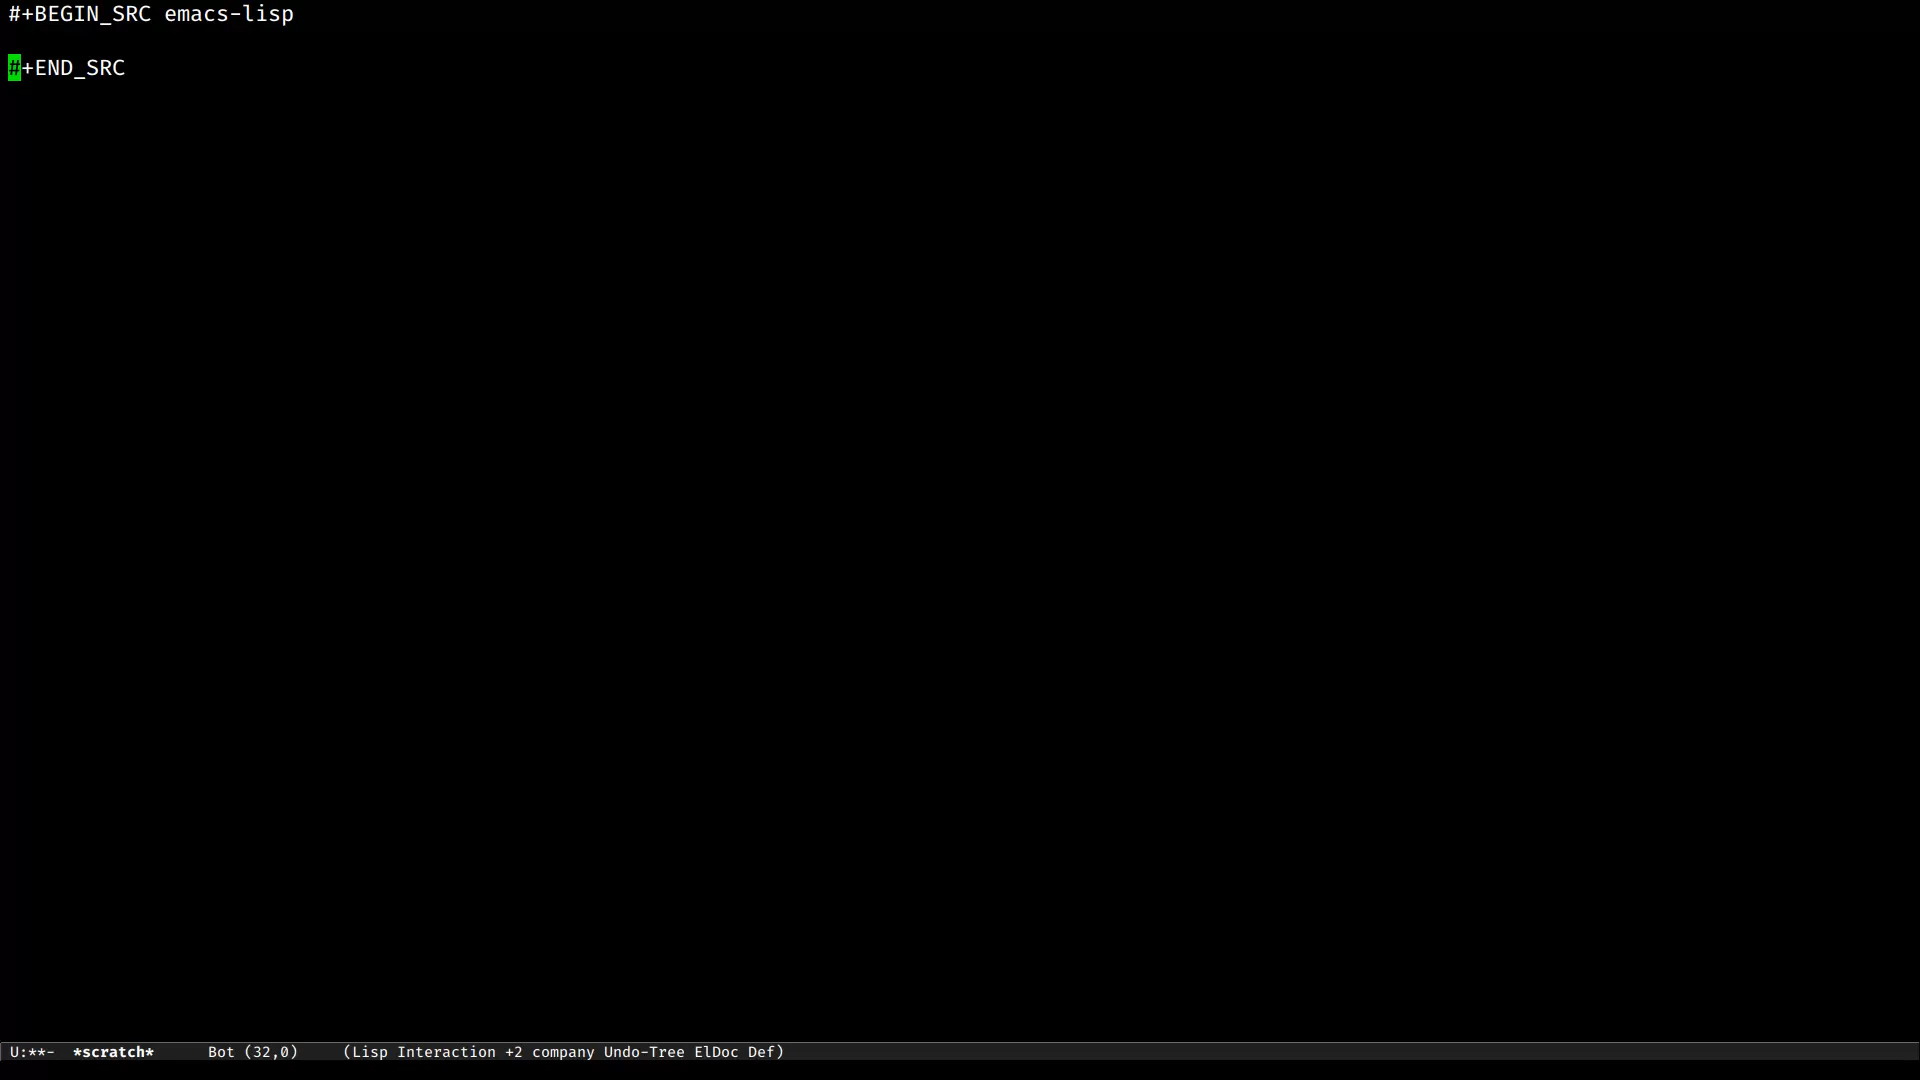 #+BEGIN_SRC emacs-lisp
#+END_SRC
U:**-  *scratch*      Bot (32,0)     (Lisp Interaction +2 company Undo-Tree ElDoc Def)